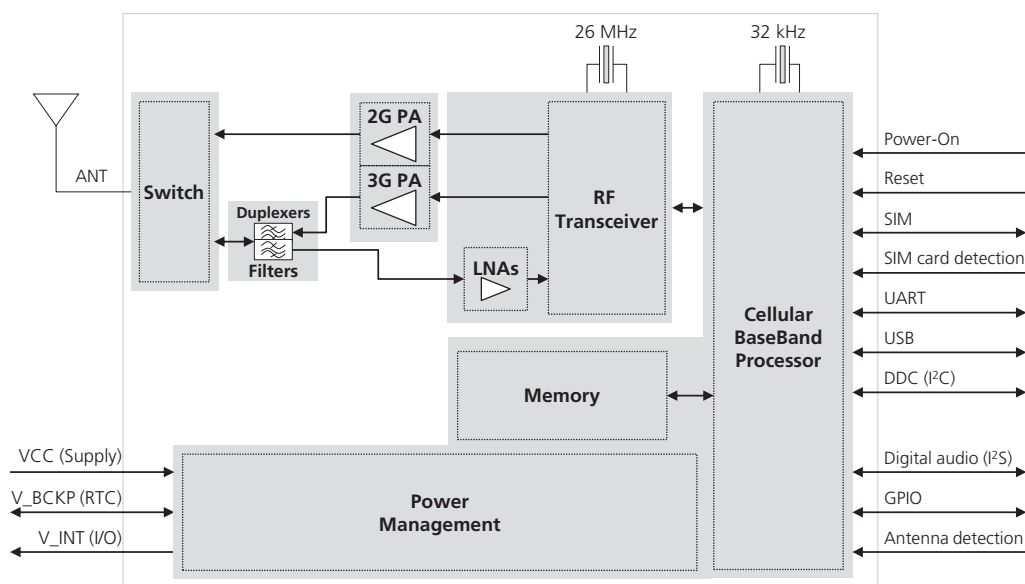 26 MHz
32 kHz
ANT
Switch
2G PA
3G PA
Duplexers
Filters
LNAs
RF
Transceiver
Cellular
BaseBand
Processor
Memory
Power
Management
VCC (Supply)
V_BCKP (RTC)
V_INT (I/O)
Power-On
Reset
SIM
SIM card detection
UART
USB
DDC (I²C)
Digital audio (I²S)
GPIO
Antenna detection